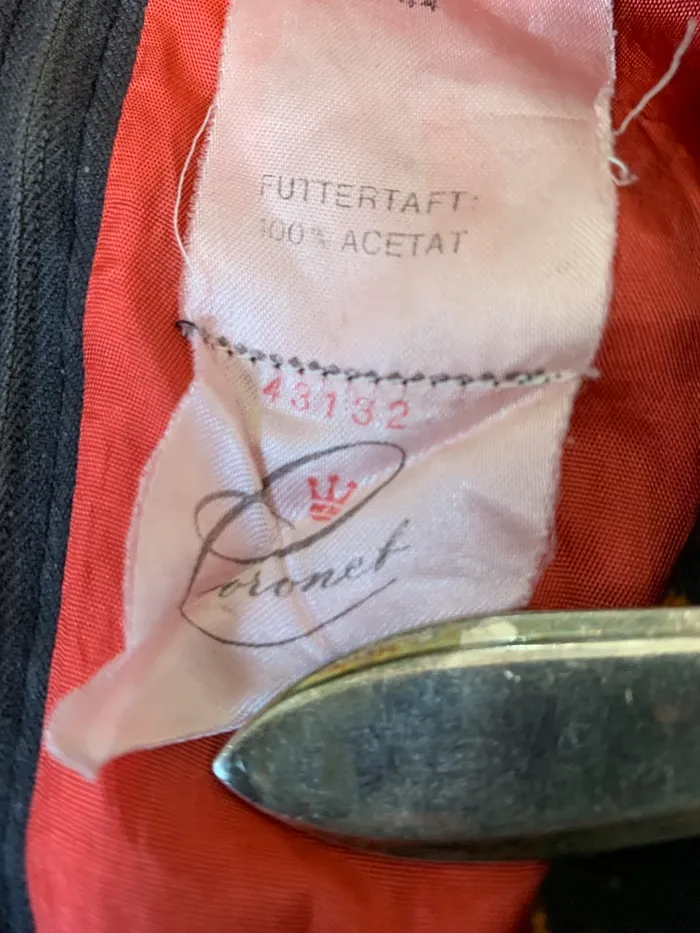 FUTTERTAFT:
100% ACETAT
43132
Coronet